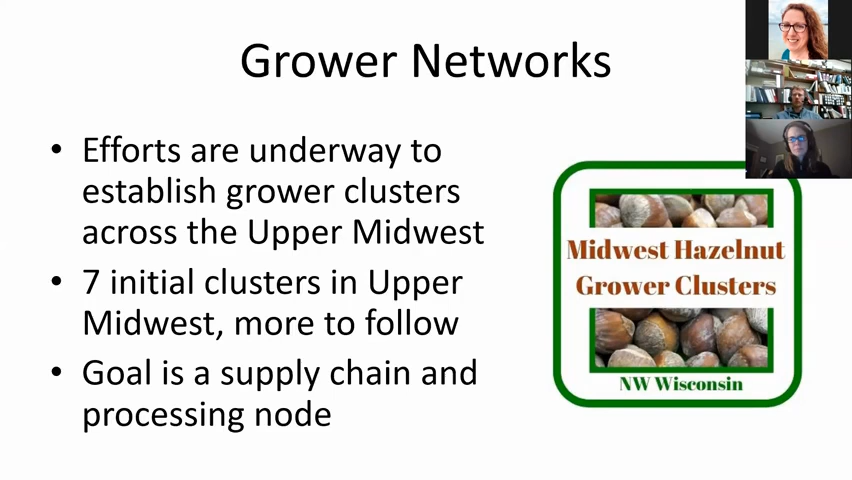 Grower Networks
• Efforts are underway to
establish grower clusters
across the Upper Midwest
• 7 initial clusters in Upper
Midwest, more to follow
• Goal is a supply chain and
processing node
Midwest Hazelnut
Grower Clusters
NW Wisconsin